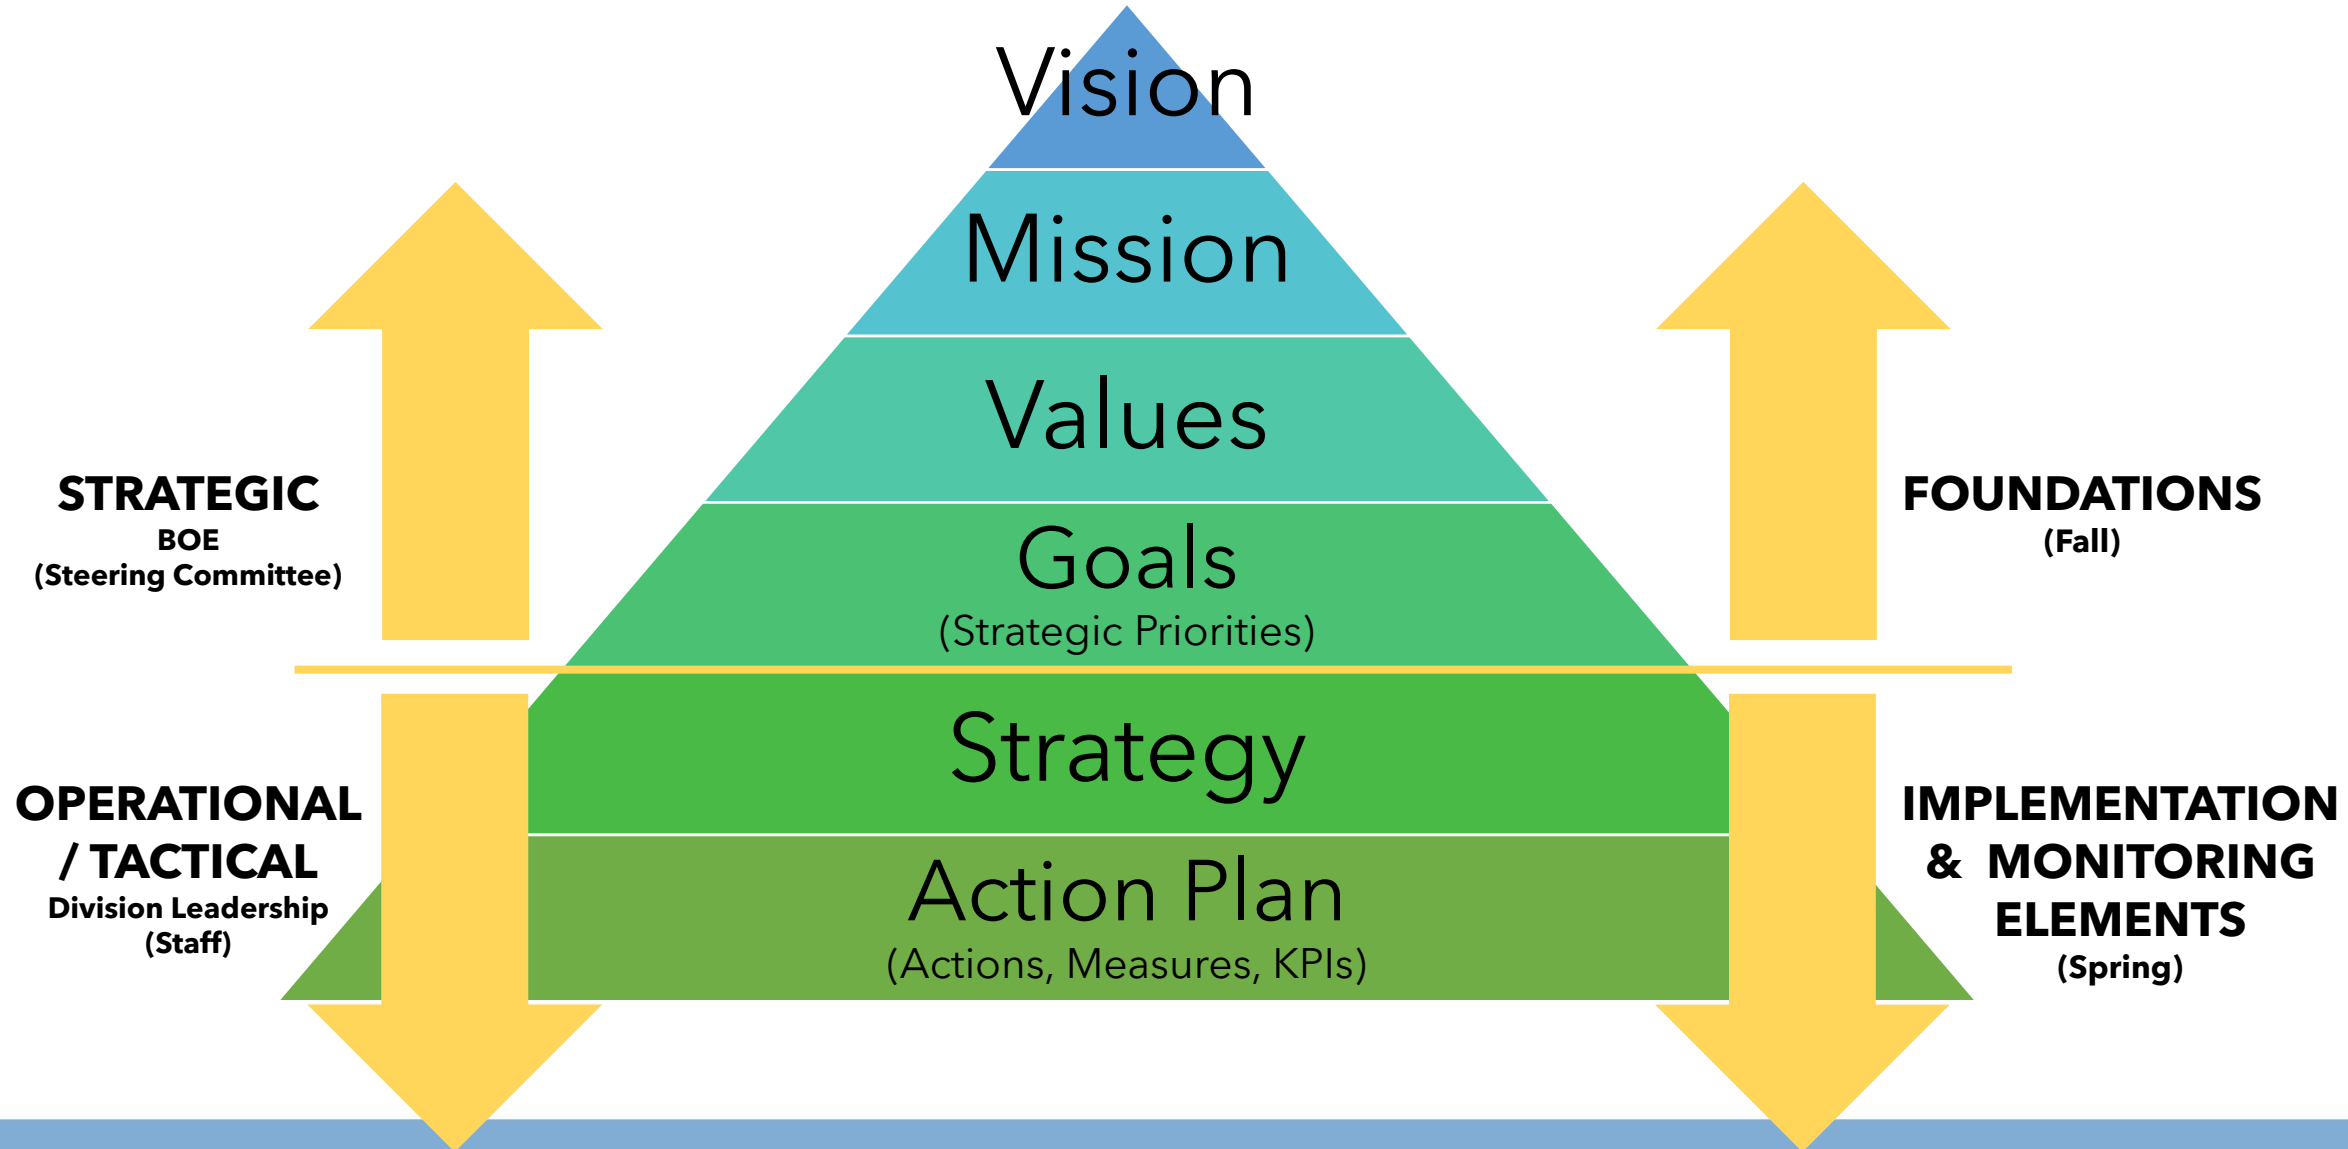 Vision
Mission
Values
Goals
(Strategic Priorities)
Strategy
Action Plan
(Actions, Measures, KPIs)
STRATEGIC
BOE
(Steering Committee)
OPERATIONAL
/ TACTICAL
Division Leadership
(Staff)
FOUNDATIONS
(Fall)
IMPLEMENTATION
& MONITORING
ELEMENTS
(Spring)